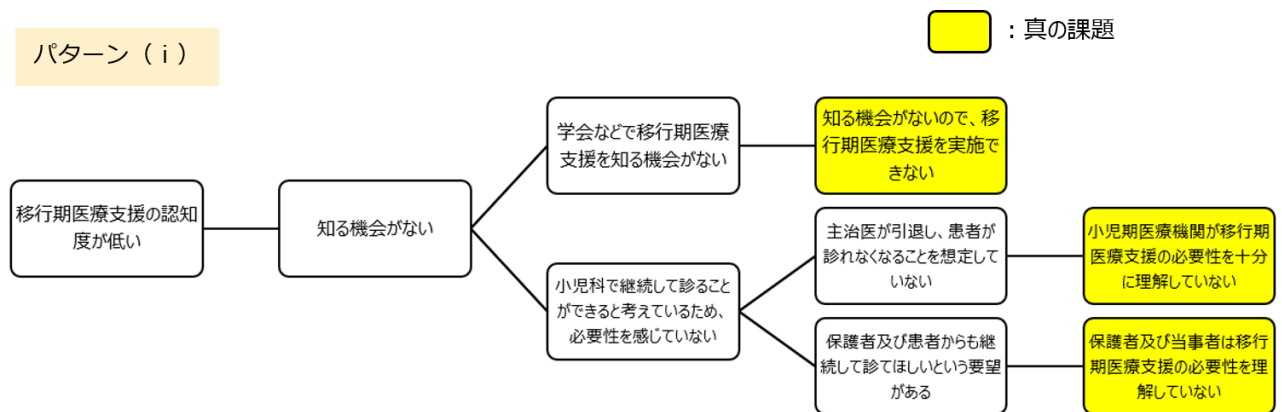 パターン（ⅰ）
：真の課題
移行期医療支援の認知
度が低い
知る機会がない
学会などで移行期医療
支援を知る機会がない
知る機会がないので、移
行期医療支援を実施で
きない
小児科で継続して診ること
ができると考えているため、
必要性を感じていない
主治医が引退し、患者が
診れなくなることを想定して
いない
小児期医療機関が移行期
医療支援の必要性を十分
に理解していない
保護者及び患者からも継
続して診てほしいという要望
がある
保護者及び当事者は移行
期医療支援の必要性を理
解していない